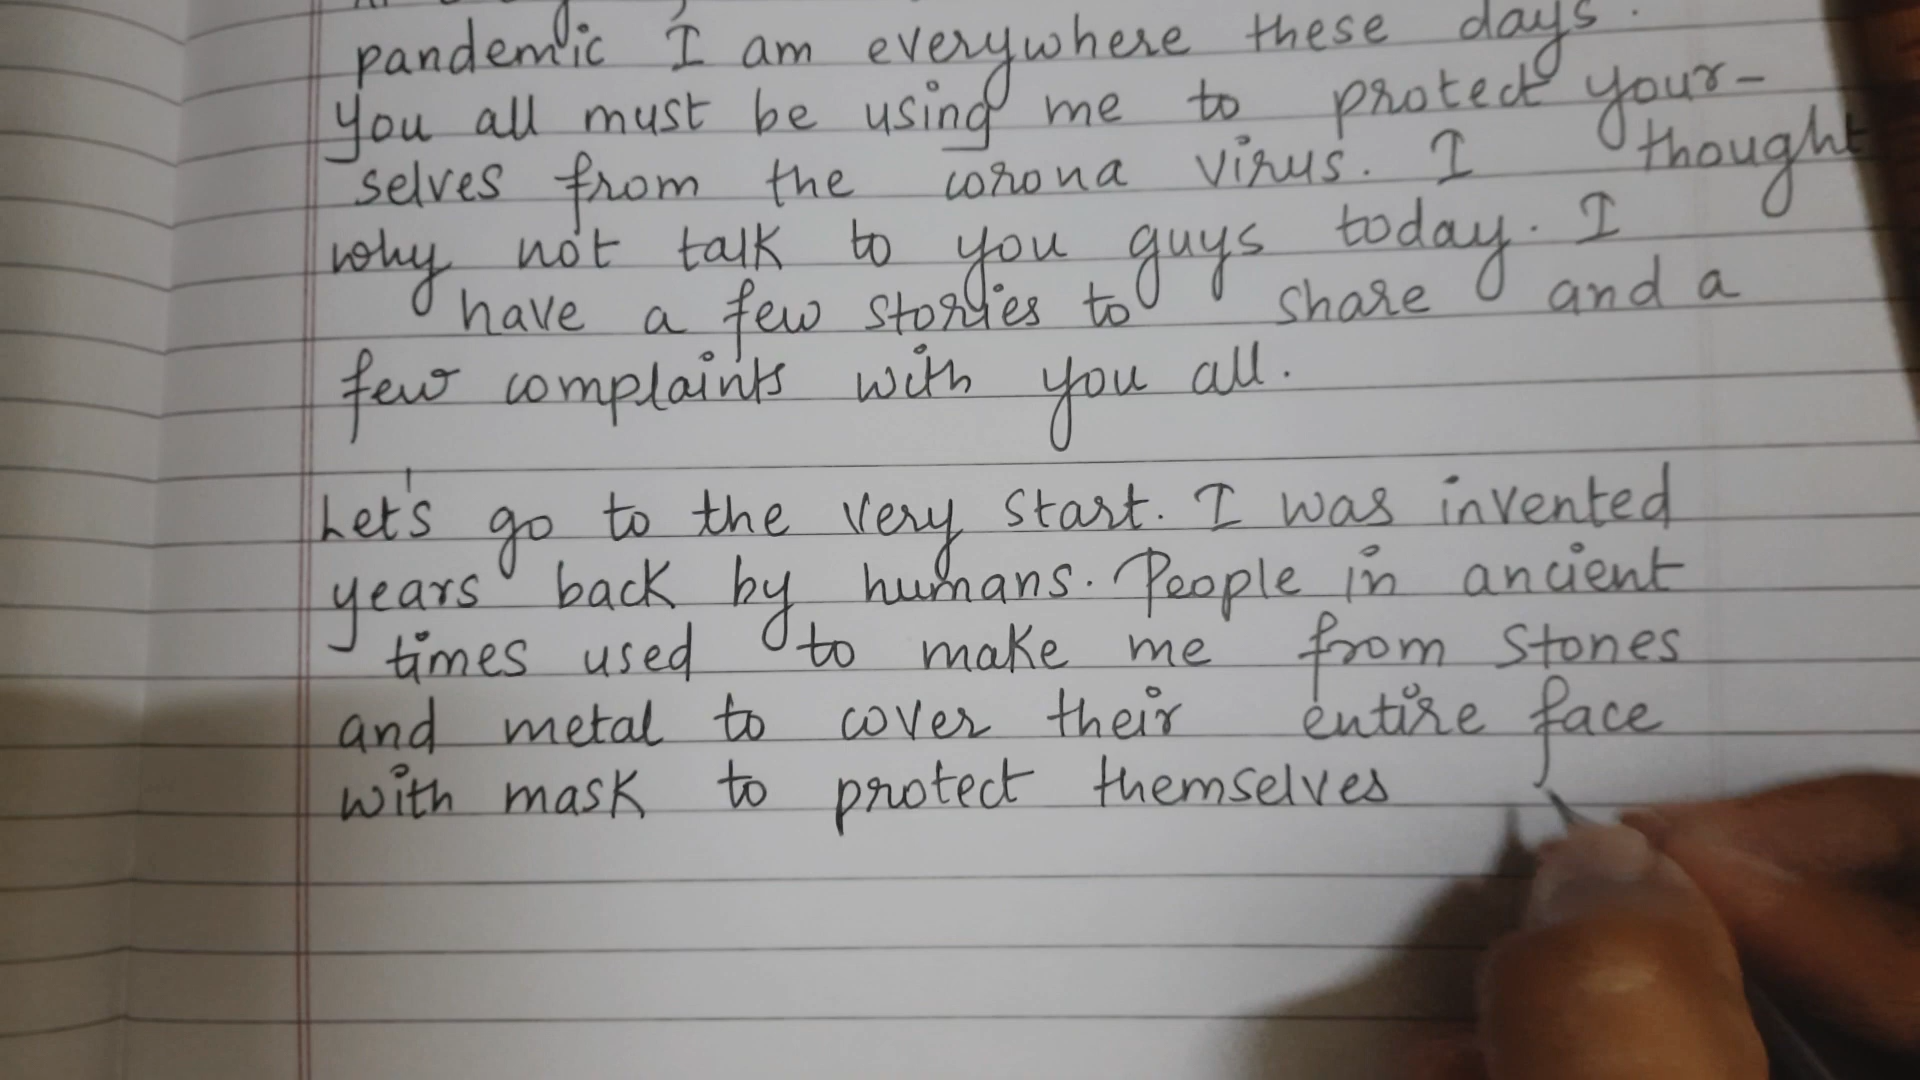 pandemic I am everywhere these days.
You all must be using me to protect your-
selves from the corona virus. I thought
why not talk to you guys today. I
have a few stories to share and a
few complaints with you all.
Let's go to the very start. I was invented
years back by humans. People in ancient
times used to make me from stones
and metal to cover their entire face
with mask to protect themselves